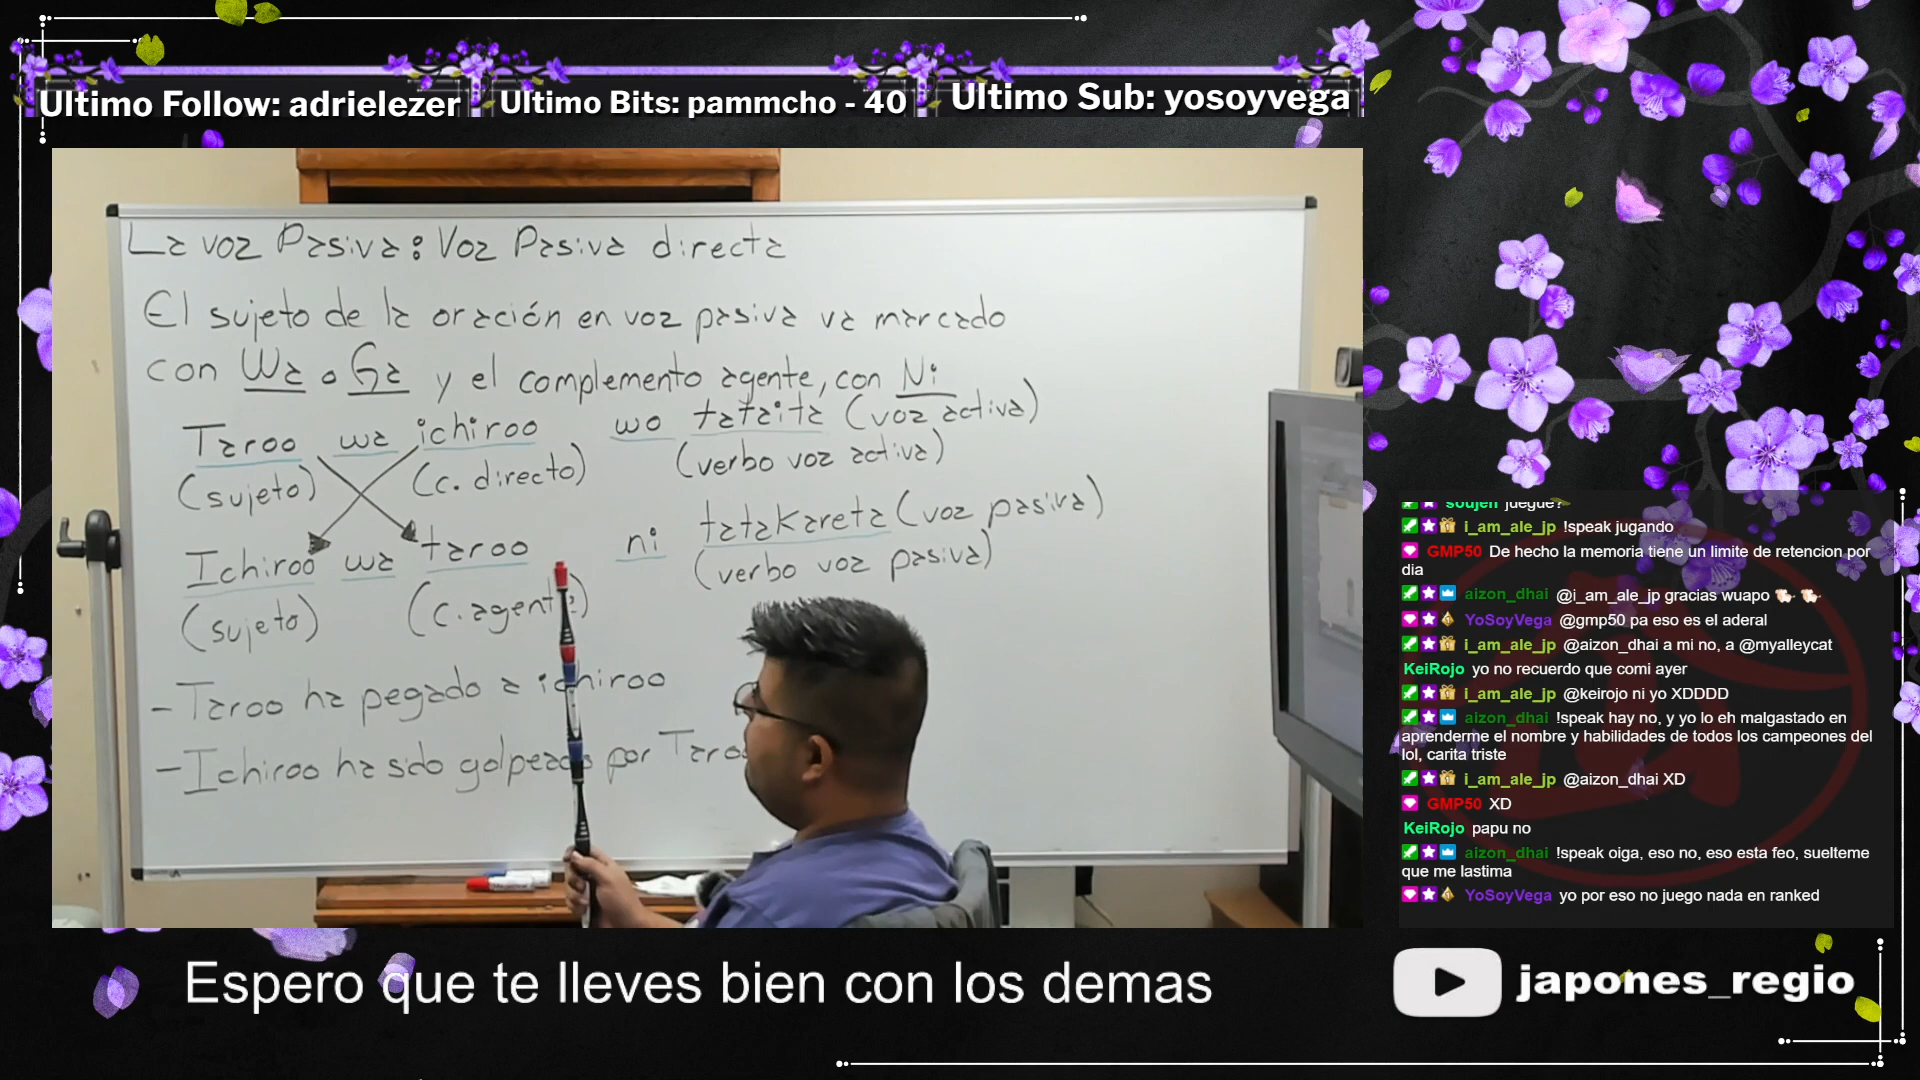 Ultimo Follow: adrielezer
Ultimo Bits: pammcho - 40
Ultimo Sub: yosoyvega
La voz Pasiva: Voz Pasiva directa
El sujeto de la oración en voz pasiva va marcado
con Wa o Ga y el complemento agente, con Ni
Taroo wa ichiroo wo tataita (voz activa)
(sujeto) (c. directo) (verbo voz activa)
Ichiroo wa taroo ni tatakareta (voz pasiva)
(sujeto) (c. agente) (verbo voz pasiva)
- Taroo ha pegado a ichiroo
- Ichiroo ha sido golpeado por Taroo
soujen juegue?
i_am_ale_jp !speak jugando
GMP50 De hecho la memoria tiene un limite de retencion por
dia
aizon_dhai @i_am_ale_jp gracias wuapo
YoSoyVega @gmp50 pa eso es el aderal
i_am_ale_jp @aizon_dhai a mi no, a @myalleycat
KeiRojo yo no recuerdo que comi ayer
i_am_ale_jp @keirojo ni yo XDDDD
aizon_dhai !speak hay no, y yo lo eh malgastado en
aprenderme el nombre y habilidades de todos los campeones del
lol, carita triste
i_am_ale_jp @aizon_dhai XD
GMP50 XD
KeiRojo papu no
aizon_dhai !speak oiga, eso no, eso esta feo, suelteme
que me lastima
YoSoyVega yo por eso no juego nada en ranked
Espero que te lleves bien con los demas
japones_regio